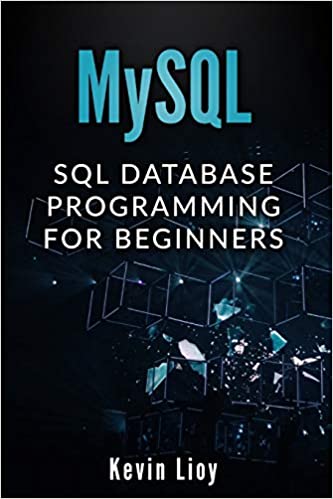 MySQL
SQL DATABASE
PROGRAMMING
FOR BEGINNERS
Kevin Lioy